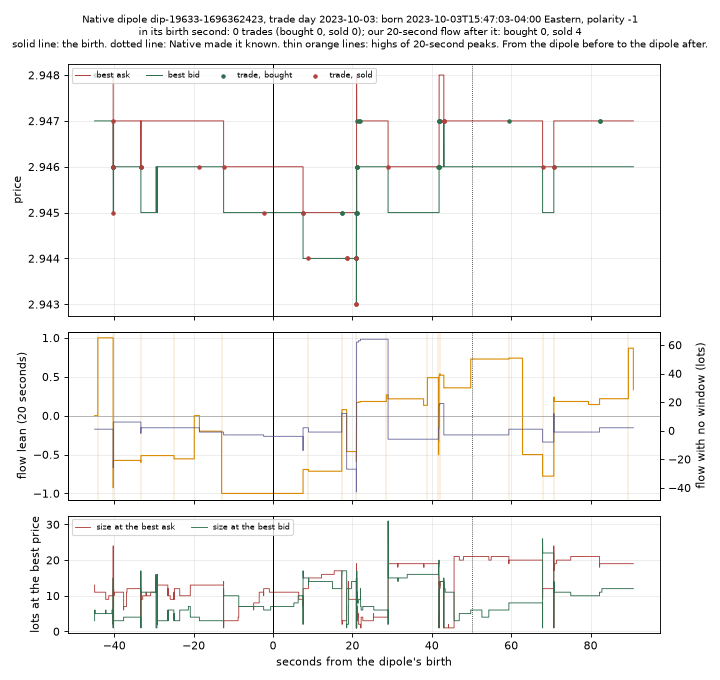 Native dipole dip-19633-1696362423, trade day 2023-10-03: born 2023-10-03T15:47:03-04:00 Eastern, polarity -1
in its birth second: 0 trades (bought 0, sold 0); our 20-second flow after it: bought 0, sold 4
solid line: the birth. dotted line: Native made it known. thin orange lines: highs of 20-second peaks. From the dipole before to the dipole after.
best ask
best bid
trade, bought
trade, sold
2.948
2.947
2.946
2.945
2.944
2.943
price
1.0
0.5
0.0
−0.5
−1.0
flow lean (20 seconds)
60
40
20
0
−20
−40
flow with no window (lots)
size at the best ask
size at the best bid
30
20
10
0
lots at the best price
−40
−20
0
20
40
60
80
seconds from the dipole's birth